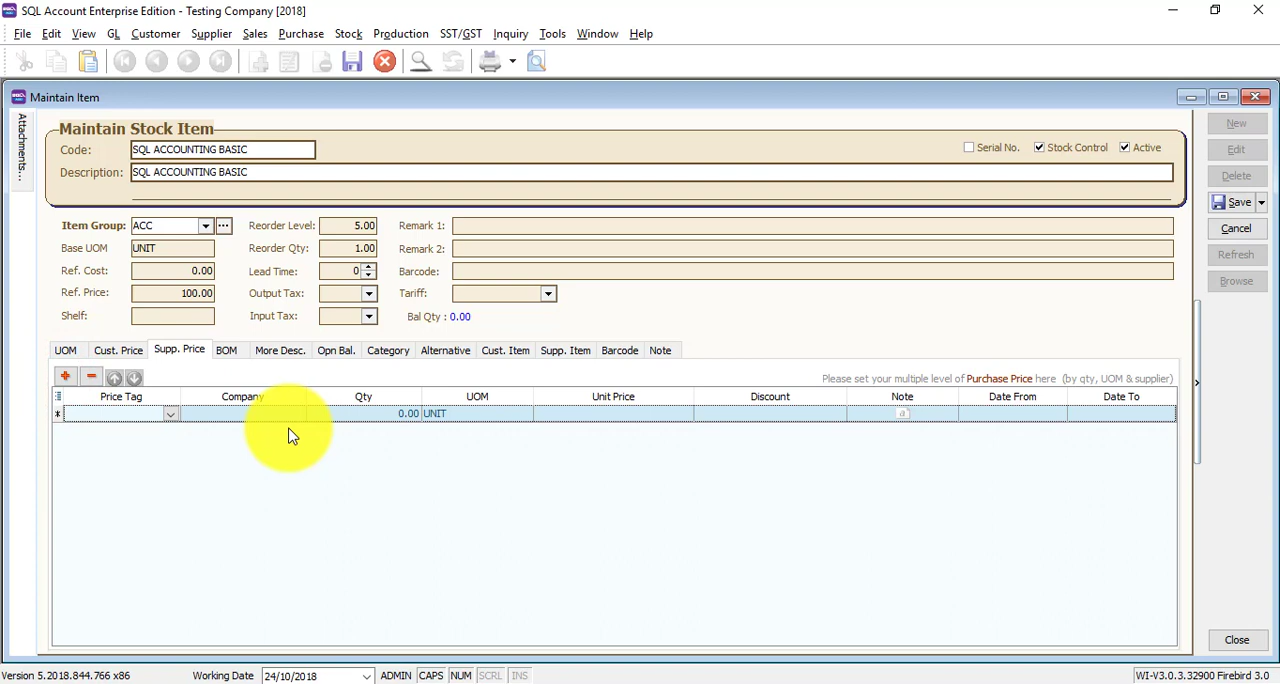 SQL Account Enterprise Edition - Testing Company [2018]
File Edit View GL Customer Supplier Sales Purchase Stock Production SST/GST Inquiry Tools Window Help
Maintain Item
Attachments...
Maintain Stock Item
Code: SQL ACCOUNTING BASIC Serial No. Stock Control Active
Description: SQL ACCOUNTING BASIC
Item Group: ACC Reorder Level: 5.00 Remark 1:
Base UOM UNIT Reorder Qty: 1.00 Remark 2:
Ref. Cost: 0.00 Lead Time: 0 Barcode:
Ref. Price: 100.00 Output Tax: Tariff:
Shelf: Input Tax: Bal Qty : 0.00
UOM Cust. Price Supp. Price BOM More Desc. Opn Bal. Category Alternative Cust. Item Supp. Item Barcode Note
Please set your multiple level of Purchase Price here (by qty, UOM & supplier)
Price Tag Company Qty UOM Unit Price Discount Note Date From Date To
0.00 UNIT a
New
Edit
Delete
Save
Cancel
Refresh
Browse
Close
Version 5.2018.844.766 x86 Working Date 24/10/2018 ADMIN CAPS NUM SCRL INS WI-V3.0.3.32900 Firebird 3.0